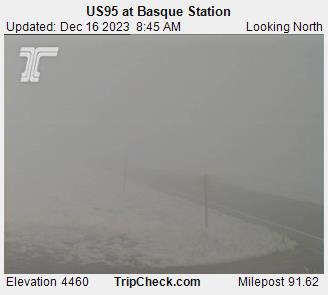 US95 at Basque Station
Updated: Dec 16 2023 8:45 AM Looking North
Elevation 4460 TripCheck.com Milepost 91.62